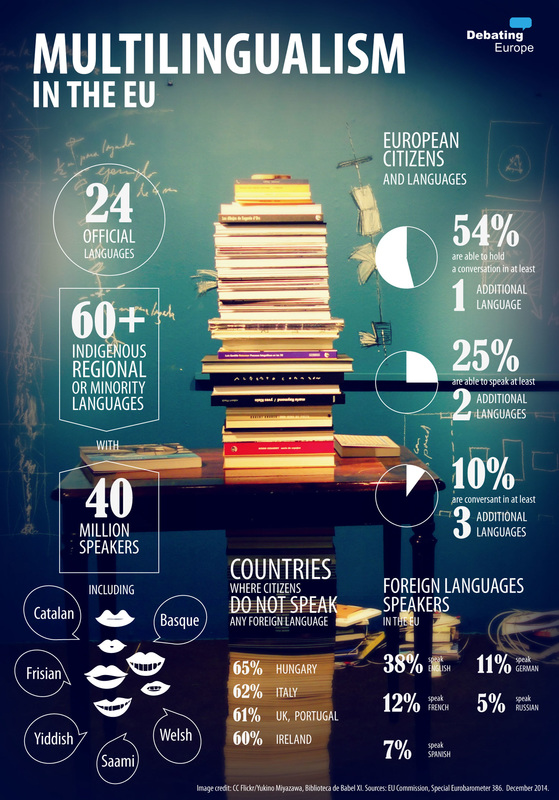 MULTILINGUALISM
IN THE EU
Debating
Europe
24
OFFICIAL
LANGUAGES
60+
INDIGENOUS
REGIONAL
OR MINORITY
LANGUAGES
WITH
40
MILLION
SPEAKERS
INCLUDING
Catalan
Basque
Frisian
Yiddish
Saami
Welsh
EUROPEAN
CITIZENS
AND LANGUAGES
54%
are able to hold
a conversation in at least
1 ADDITIONAL
LANGUAGE
25%
are able to speak at least
2 ADDITIONAL
LANGUAGES
10%
are conversant in at least
3 ADDITIONAL
LANGUAGES
COUNTRIES
WHERE CITIZENS
DO NOT SPEAK
ANY FOREIGN LANGUAGE
65% HUNGARY
62% ITALY
61% UK, PORTUGAL
60% IRELAND
FOREIGN LANGUAGES
SPEAKERS
IN THE EU
38% speak ENGLISH
11% speak GERMAN
12% speak FRENCH
5% speak RUSSIAN
7% speak SPANISH
Image credit: CC Flickr/Yukino Miyazawa, Biblioteca de Babel XI. Sources: EU Commission, Special Eurobarometer 386. December 2014.